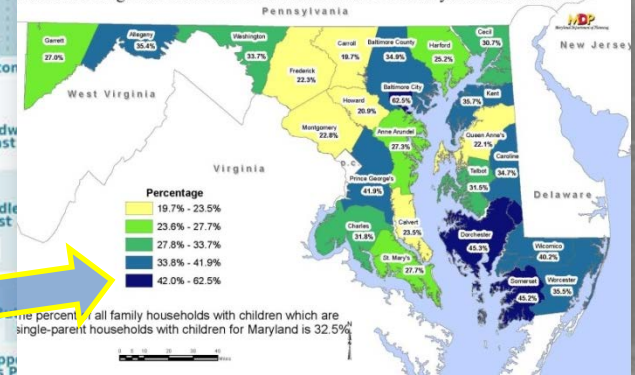 Pennsylvania
MDP
Garrett
27.0%
Allegany
35.4%
Washington
33.7%
Frederick
22.3%
Carroll
19.7%
Baltimore County
34.8%
Harford
25.2%
Cecil
30.7%
New Jersey
West Virginia
Baltimore City
62.5%
Kent
35.7%
Howard
20.9%
Montgomery
22.8%
Anne Arundel
27.3%
Queen Anne's
22.1%
D.C.
Caroline
34.7%
Talbot
31.5%
Virginia
Prince George's
41.9%
Delaware
Charles
31.8%
Calvert
23.5%
St. Mary's
27.7%
Dorchester
45.3%
Wicomico
40.2%
Somerset
45.2%
Worcester
35.5%
Percentage
19.7% - 23.5%
23.6% - 27.7%
27.8% - 33.7%
33.8% - 41.9%
42.0% - 62.5%
all family households with children which are
single-parent households with children for Maryland is 32.5%